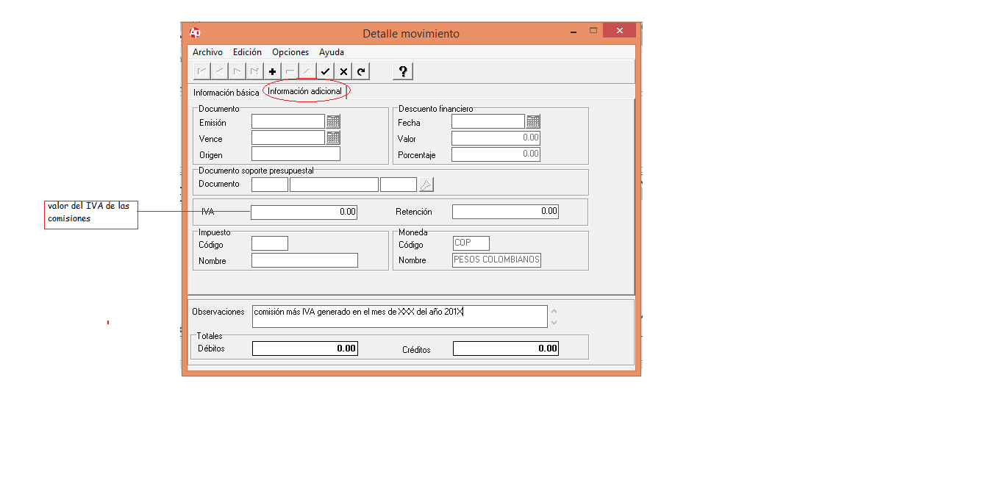 Ap
Detalle movimiento
Archivo Edición Opciones Ayuda
?
Información básica Información adicional
Documento
Emisión
Vence
Origen
Descuento financiero
Fecha
Valor 0.00
Porcentaje 0.00
Documento soporte presupuestal
Documento
valor del IVA de las
comisiones
IVA 0.00 Retención 0.00
Impuesto
Código
Nombre
Moneda
Código COP
Nombre PESOS COLOMBIANOS
Observaciones comisión más IVA generado en el mes de XXX del año 201X
Totales
Débitos 0.00 Créditos 0.00